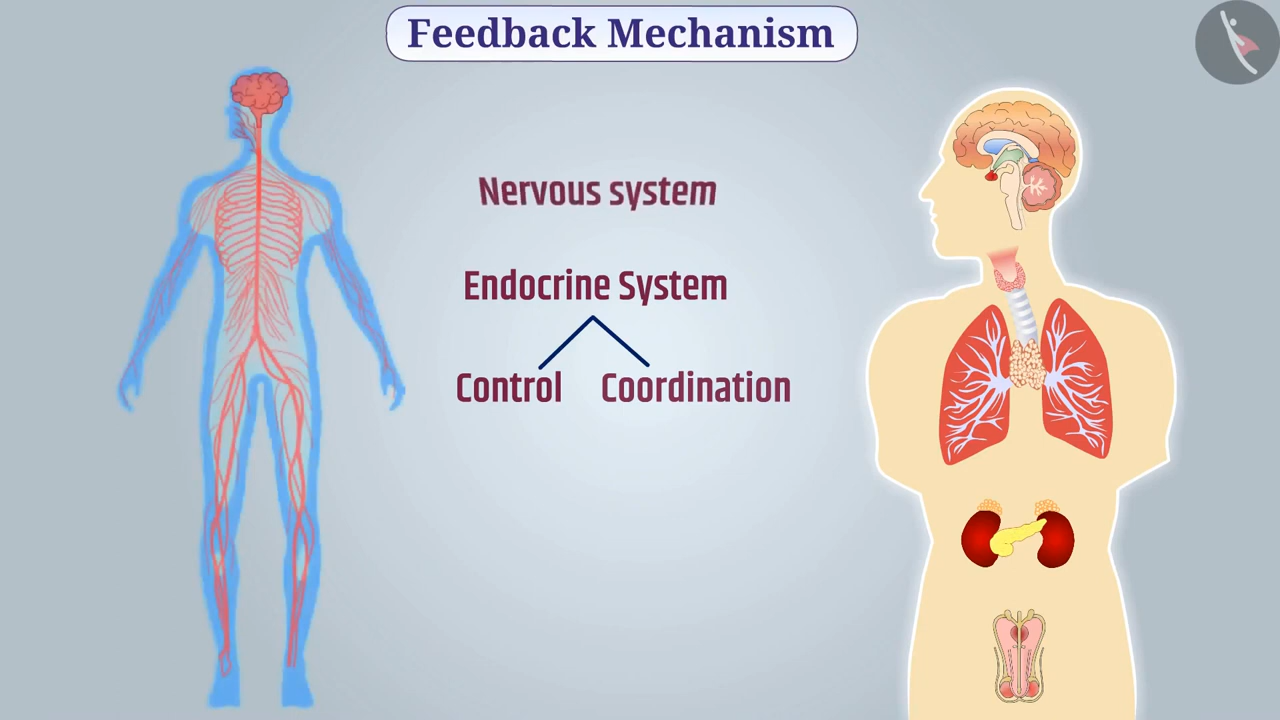 Feedback Mechanism
Nervous system
Endocrine System
Control Coordination